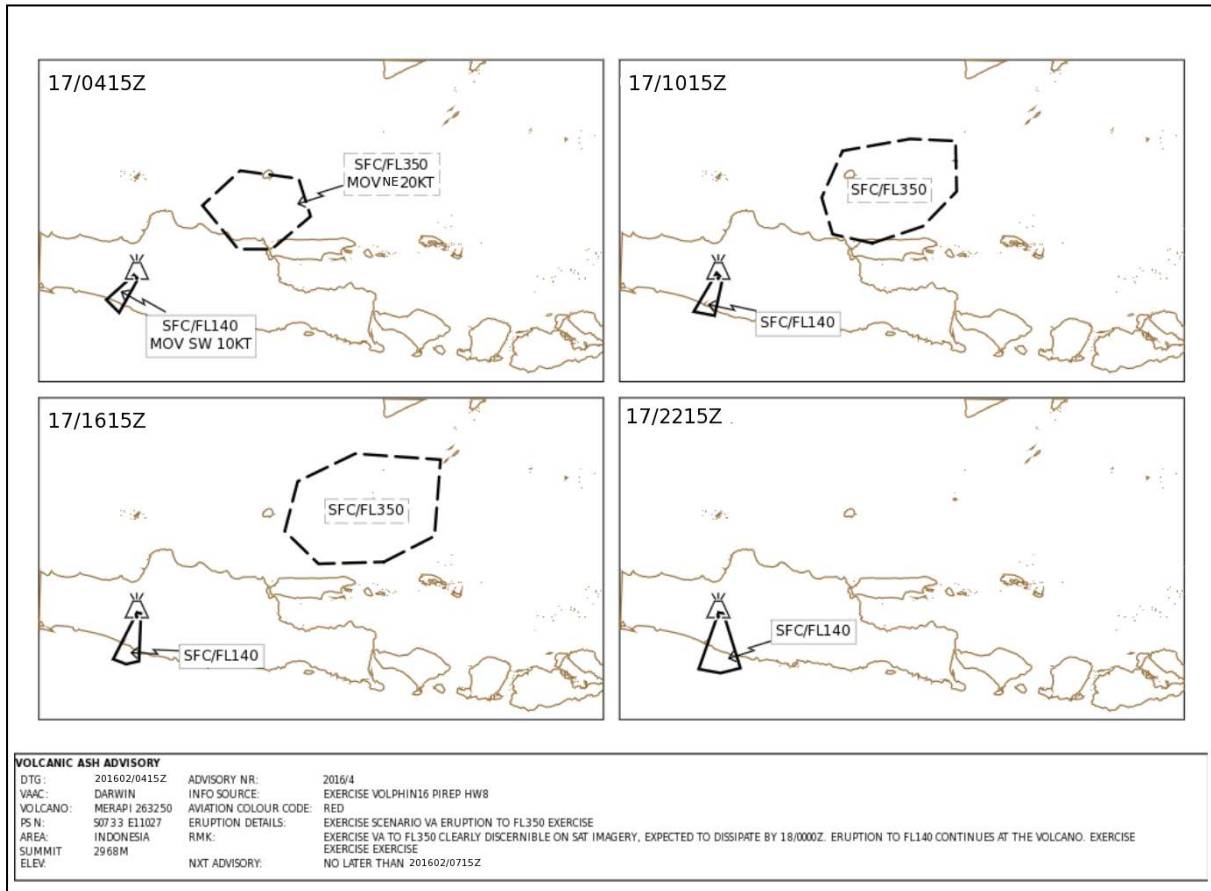 17/0415Z
SFC/FL350
MOV NE 20KT
SFC/FL140
MOV SW 10KT
17/1015Z
SFC/FL350
SFC/FL140
17/1615Z
SFC/FL350
SFC/FL140
17/2215Z
SFC/FL140
VOLCANIC ASH ADVISORY
DTG: 201602/0415Z ADVISORY NR: 2016/4
VAAC: DARWIN INFO SOURCE: EXERCISE VOLPHIN16 PIREP HW8
VOLCANO: MERAPI 263250 AVIATION COLOUR CODE: RED
PSN: S0733 E11027 ERUPTION DETAILS: EXERCISE SCENARIO VA ERUPTION TO FL350 EXERCISE
AREA: INDONESIA RMK: EXERCISE VA TO FL350 CLEARLY DISCERNIBLE ON SAT IMAGERY, EXPECTED TO DISSIPATE BY 18/0000Z. ERUPTION TO FL140 CONTINUES AT THE VOLCANO. EXERCISE
SUMMIT 2968M EXERCISE EXERCISE
ELEV: NXT ADVISORY: NO LATER THAN 201602/0715Z